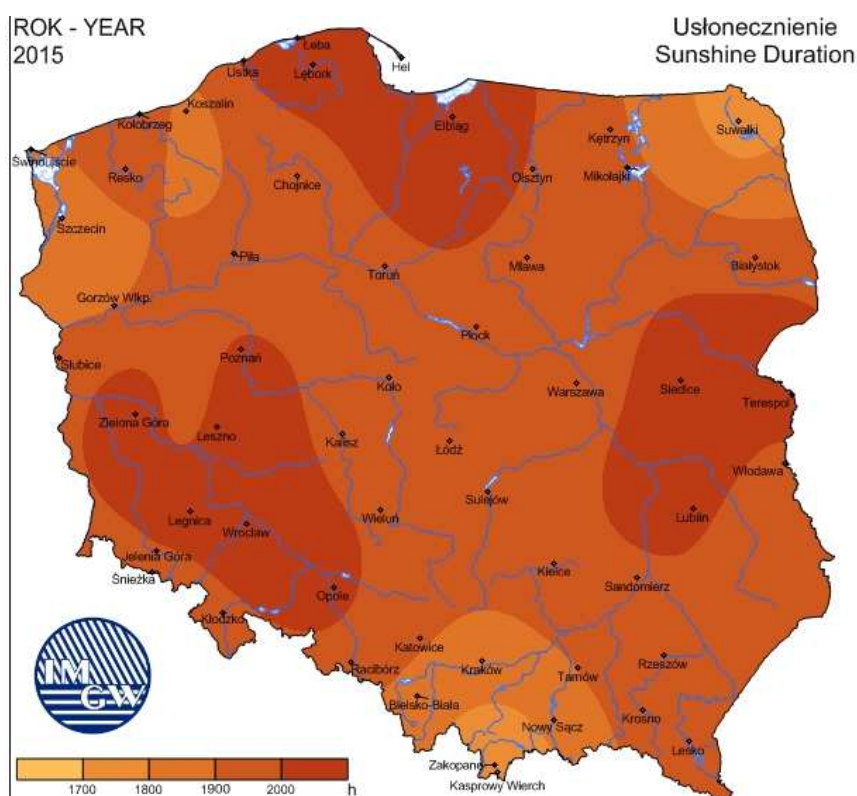 ROK - YEAR
2015
Usłonecznienie
Sunshine Duration
Łeba
Hel
Ustka
Lębork
Koszalin
Kołobrzeg
Elbląg
Suwałki
Kętrzyn
Świnoujście
Resko
Chojnice
Olsztyn
Mikołajki
Szczecin
Piła
Toruń
Mława
Białystok
Gorzów Wlkp.
Płock
Słubice
Poznań
Koło
Warszawa
Siedlce
Terespol
Zielona Góra
Leszno
Kalisz
Łódź
Włodawa
Sulejów
Legnica
Wrocław
Wieluń
Lublin
Jelenia Góra
Śnieżka
Kielce
Sandomierz
Opole
Kłodzko
Katowice
Kraków
Racibórz
Tarnów
Rzeszów
Bielsko-Biała
Nowy Sącz
Krosno
Lesko
Zakopane
Kasprowy Wierch
IM
GW
1700 1800 1900 2000 h